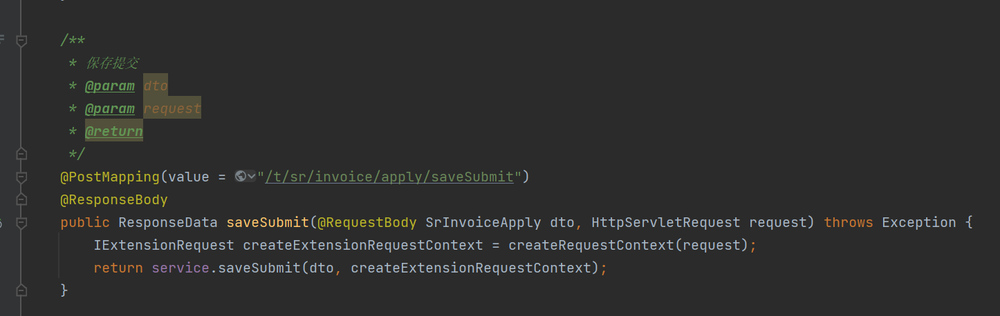 /**
 * 保存提交
 * @param dto
 * @param request
 * @return
 */
@PostMapping(value = "/t/sr/invoice/apply/saveSubmit")
@ResponseBody
public ResponseData saveSubmit(@RequestBody SrInvoiceApply dto, HttpServletRequest request) throws Exception {
    IExtensionRequest createExtensionRequestContext = createRequestContext(request);
    return service.saveSubmit(dto, createExtensionRequestContext);
}